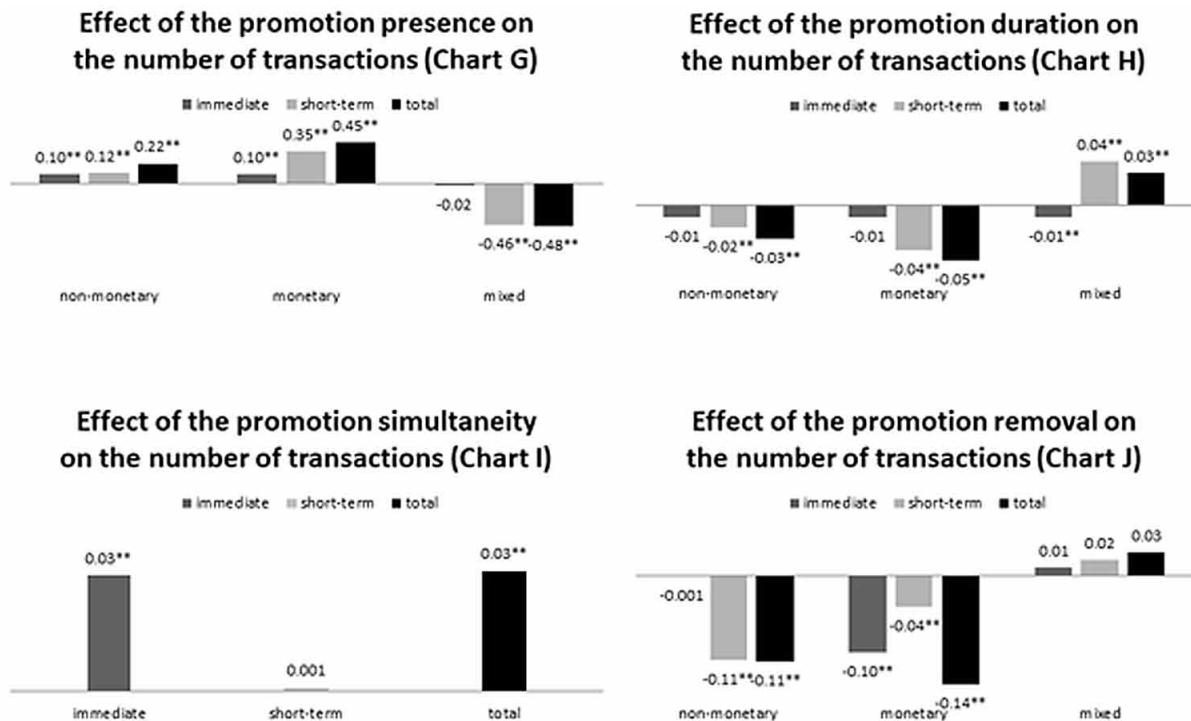 Effect of the promotion presence on
the number of transactions (Chart G)
immediate short-term total
0.10** 0.12** 0.22**
0.10** 0.35** 0.45**
-0.02 -0.46** -0.48**
non-monetary monetary mixed
Effect of the promotion duration on
the number of transactions (Chart H)
immediate short-term total
-0.01 -0.02** -0.03**
-0.01 -0.04** -0.05**
-0.01** 0.04** 0.03**
non-monetary monetary mixed
Effect of the promotion simultaneity
on the number of transactions (Chart I)
immediate short-term total
0.03** 0.001 0.03**
immediate short-term total
Effect of the promotion removal on
the number of transactions (Chart J)
immediate short-term total
-0.001 -0.11** -0.11**
-0.10** -0.04** -0.14**
0.01 0.02 0.03
non-monetary monetary mixed